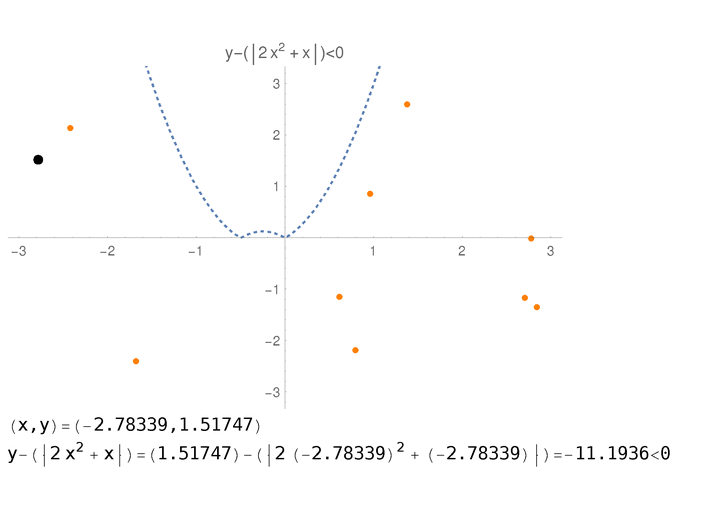 y−(|2x²+x|)<0
3
2
1
−3 −2 −1 1 2 3
−1
−2
−3
(x,y)=(−2.78339,1.51747)
y−(|2x²+x|)=(1.51747)−(|2 (−2.78339)²+(−2.78339)|)=−11.1936<0